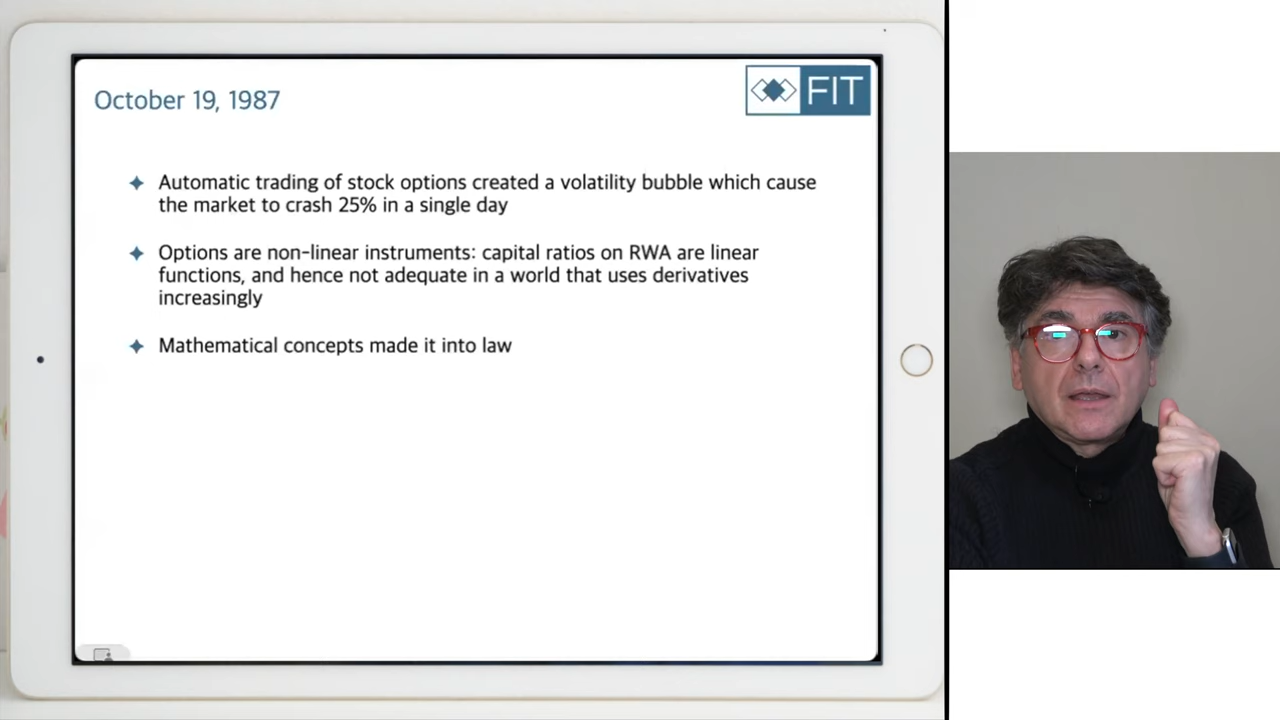 October 19, 1987
FIT
Automatic trading of stock options created a volatility bubble which cause
the market to crash 25% in a single day
Options are non-linear instruments: capital ratios on RWA are linear
functions, and hence not adequate in a world that uses derivatives
increasingly
Mathematical concepts made it into law